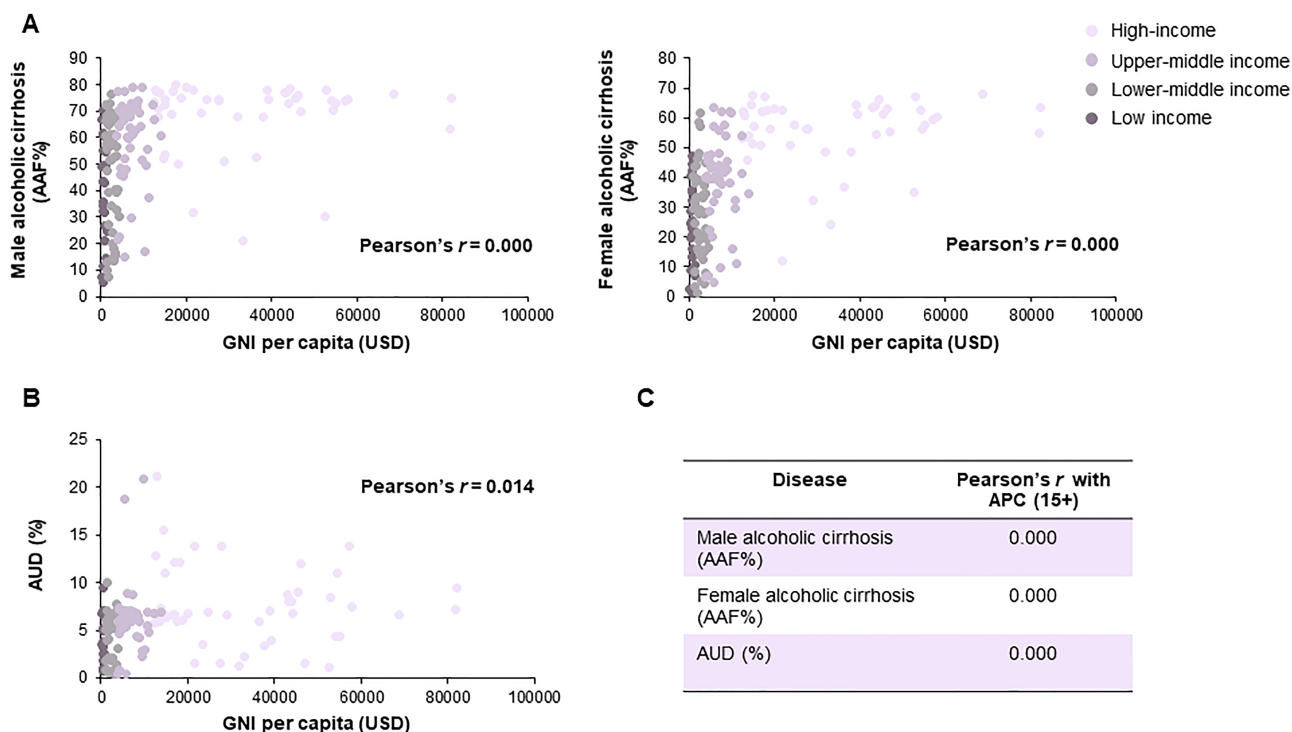 A
High-income
Upper-middle income
Lower-middle income
Low income
Male alcoholic cirrhosis
(AAF%)
90
80
70
60
50
40
30
20
10
0
Pearson's r = 0.000
0 20000 40000 60000 80000 100000
GNI per capita (USD)
Female alcoholic cirrhosis
(AAF%)
80
70
60
50
40
30
20
10
0
Pearson's r = 0.000
0 20000 40000 60000 80000 100000
GNI per capita (USD)
B
AUD (%)
25
20
15
10
5
0
Pearson's r = 0.014
0 20000 40000 60000 80000 100000
GNI per capita (USD)
C
Disease Pearson's r with
APC (15+)
Male alcoholic cirrhosis 0.000
(AAF%)
Female alcoholic cirrhosis 0.000
(AAF%)
AUD (%) 0.000